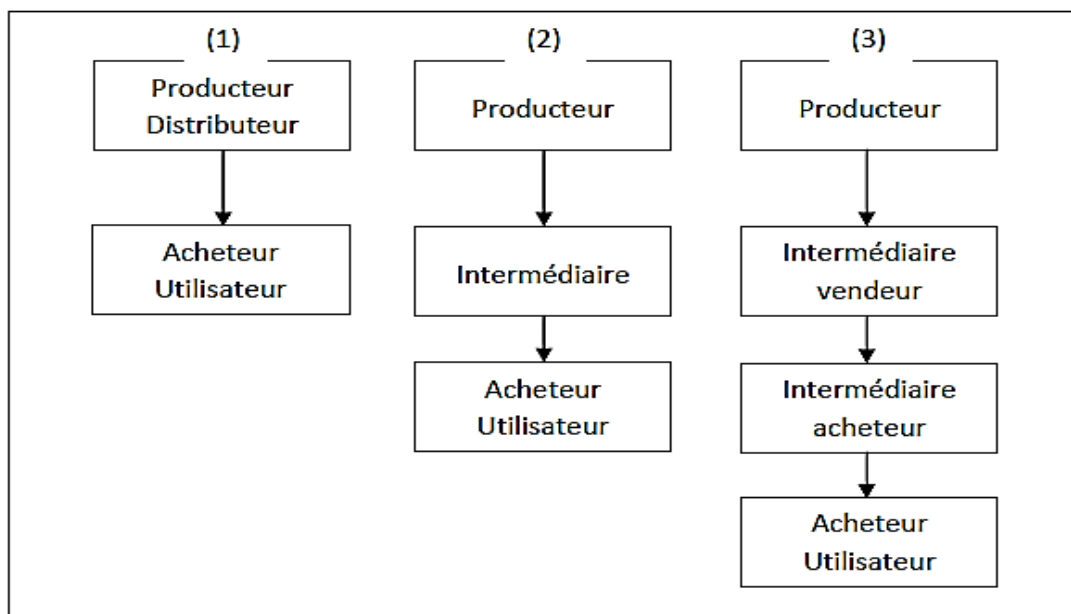 (1)
Producteur
Distributeur
Acheteur
Utilisateur
(2)
Producteur
Intermédiaire
Acheteur
Utilisateur
(3)
Producteur
Intermédiaire
vendeur
Intermédiaire
acheteur
Acheteur
Utilisateur